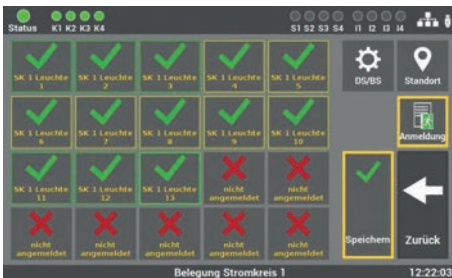 Status K1 K2 K3 K4 S1 S2 S3 S4 I1 I2 I3 I4
SK 1 Leuchte SK 1 Leuchte SK 1 Leuchte SK 1 Leuchte SK 1 Leuchte
1 2 3 4 5
DS/BS Standort
SK 1 Leuchte SK 1 Leuchte SK 1 Leuchte SK 1 Leuchte SK 1 Leuchte
6 7 8 9 10
Anmeldung
SK 1 Leuchte SK 1 Leuchte SK 1 Leuchte nicht nicht
11 12 13 angemeldet angemeldet
nicht nicht nicht nicht nicht
angemeldet angemeldet angemeldet angemeldet angemeldet
Speichern Zurück
Belegung Stromkreis 1 12:22:03